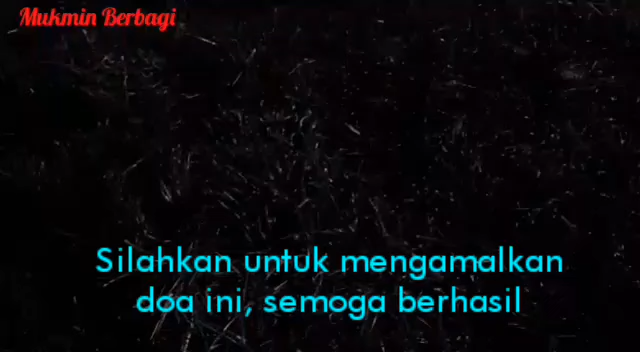 Mukmin Berbagi
Silahkan untuk mengamalkan
doa ini, semoga berhasil